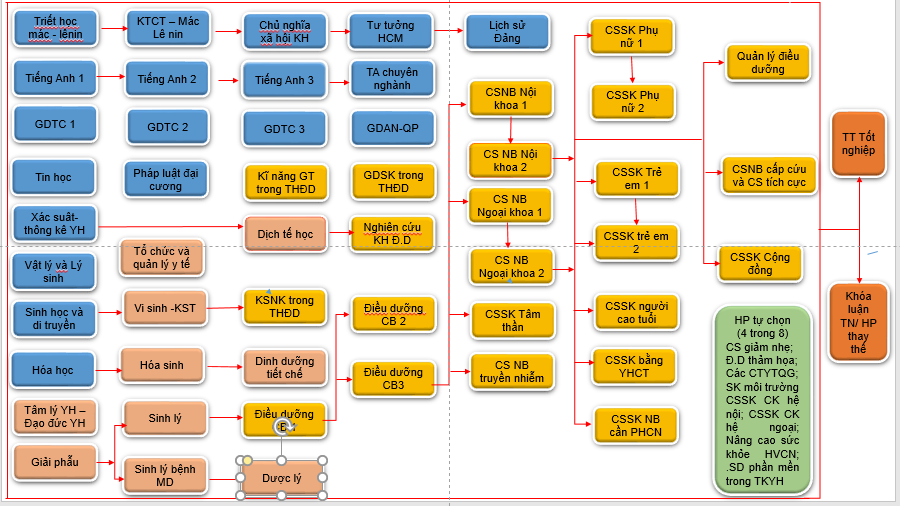 Triết học
mác - lênin
KTCT – Mác
Lê nin
Chủ nghĩa
xã hội KH
Tư tưởng
HCM
Lịch sử
Đảng
Tiếng Anh 1
Tiếng Anh 2
Tiếng Anh 3
TA chuyên
nghành
GDTC 1
GDTC 2
GDTC 3
GDAN-QP
Tin học
Pháp luật đại
cương
Kĩ năng GT
trong THĐD
GDSK trong
THĐD
Xác suất-
thống kê YH
Dịch tễ học
Nghiên cứu
KH Đ.D
Vật lý và Lý
sinh
Tổ chức và
quản lý y tế
Sinh học và
di truyền
Vi sinh -KST
KSNK trong
THĐD
Điều dưỡng
CB 2
Hóa học
Hóa sinh
Dinh dưỡng
tiết chế
Điều dưỡng
CB3
Tâm lý YH –
Đạo đức YH
Sinh lý
Điều dưỡng
Giải phẫu
Sinh lý bệnh
MD
Dược lý
CSNB Nội
khoa 1
CS NB Nội
khoa 2
CS NB
Ngoại khoa 1
CS NB
Ngoại khoa 2
CSSK Tâm
thần
CS NB
truyền nhiễm
CSSK Phụ
nữ 1
CSSK Phụ
nữ 2
CSSK Trẻ
em 1
CSSK trẻ em
2
CSSK người
cao tuổi
CSSK bằng
YHCT
CSSK NB
cần PHCN
Quản lý điều
dưỡng
CSNB cấp cứu
và CS tích cực
CSSK Cộng
đồng
HP tự chọn
(4 trong 8)
CS giảm nhẹ;
Đ.D thảm họa;
Các CTYTQG;
SK môi trường
CSSK CK hệ
nội; CSSK CK
hệ ngoại;
Nâng cao sức
khỏe HVCN;
.SD phần mền
trong TKYH
TT Tốt
nghiệp
Khóa
luận
TN/ HP
thay
thế